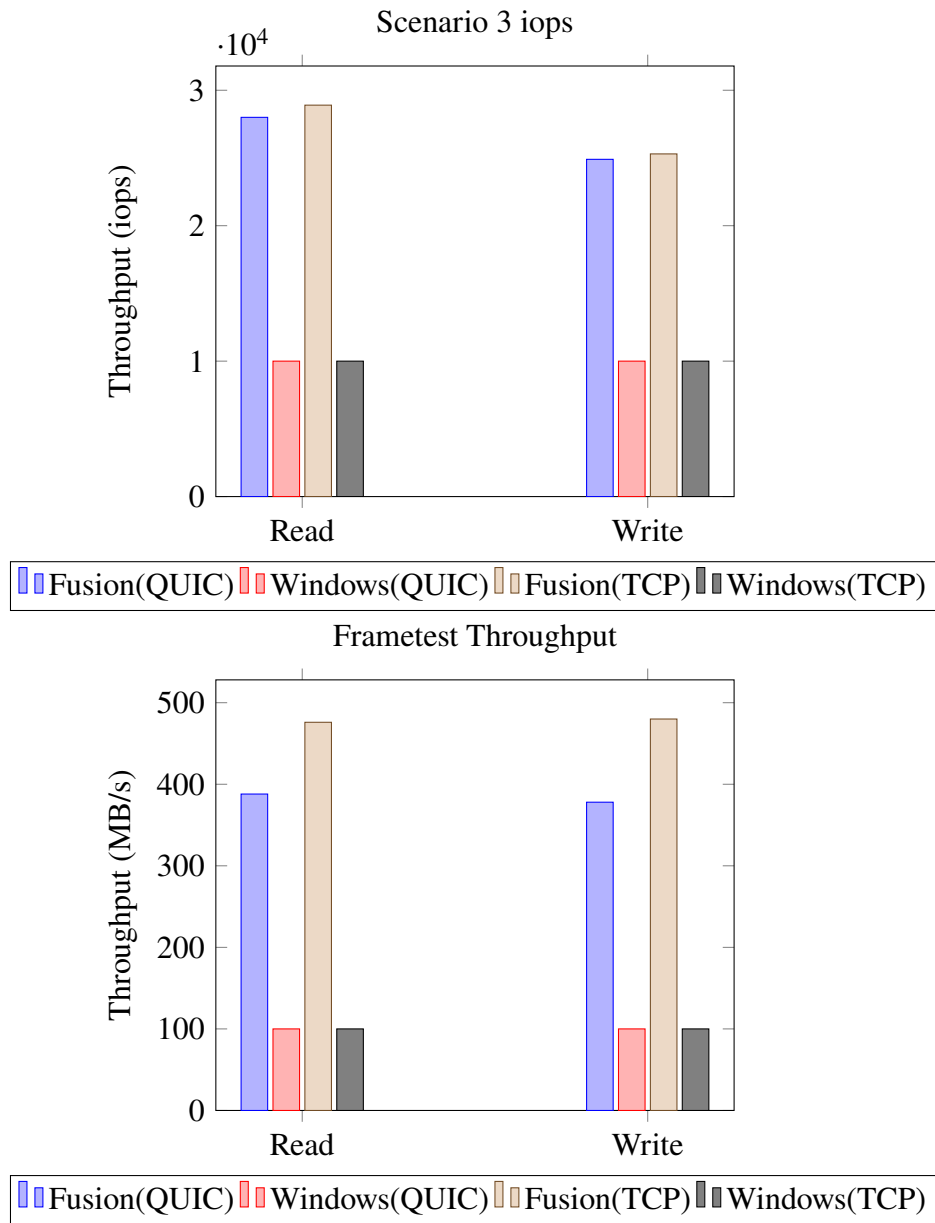 Scenario 3 iops
·10⁴
3
2
1
0
Throughput (iops)
Read Write
Fusion(QUIC) Windows(QUIC) Fusion(TCP) Windows(TCP)
Frametest Throughput
500
400
300
200
100
0
Throughput (MB/s)
Read Write
Fusion(QUIC) Windows(QUIC) Fusion(TCP) Windows(TCP)